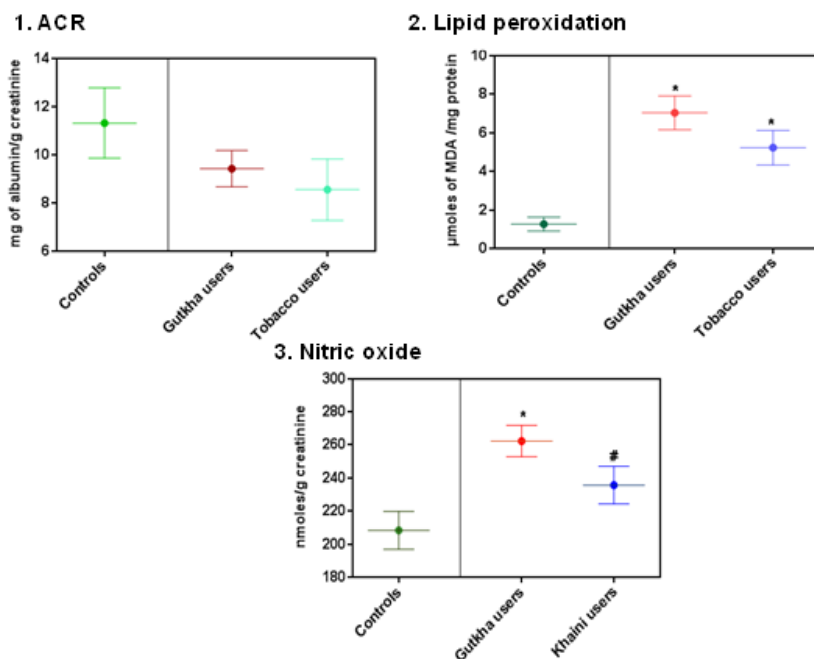 1. ACR
mg of albumin/g creatinine
14
12
10
8
6
Controls
Gutkha users
Tobacco users
2. Lipid peroxidation
µmoles of MDA /mg protein
10
8
6
4
2
0
*
*
Controls
Gutkha users
Tobacco users
3. Nitric oxide
nmoles/g creatinine
300
280
260
240
220
200
180
*
#
Controls
Gutkha users
Khaini users